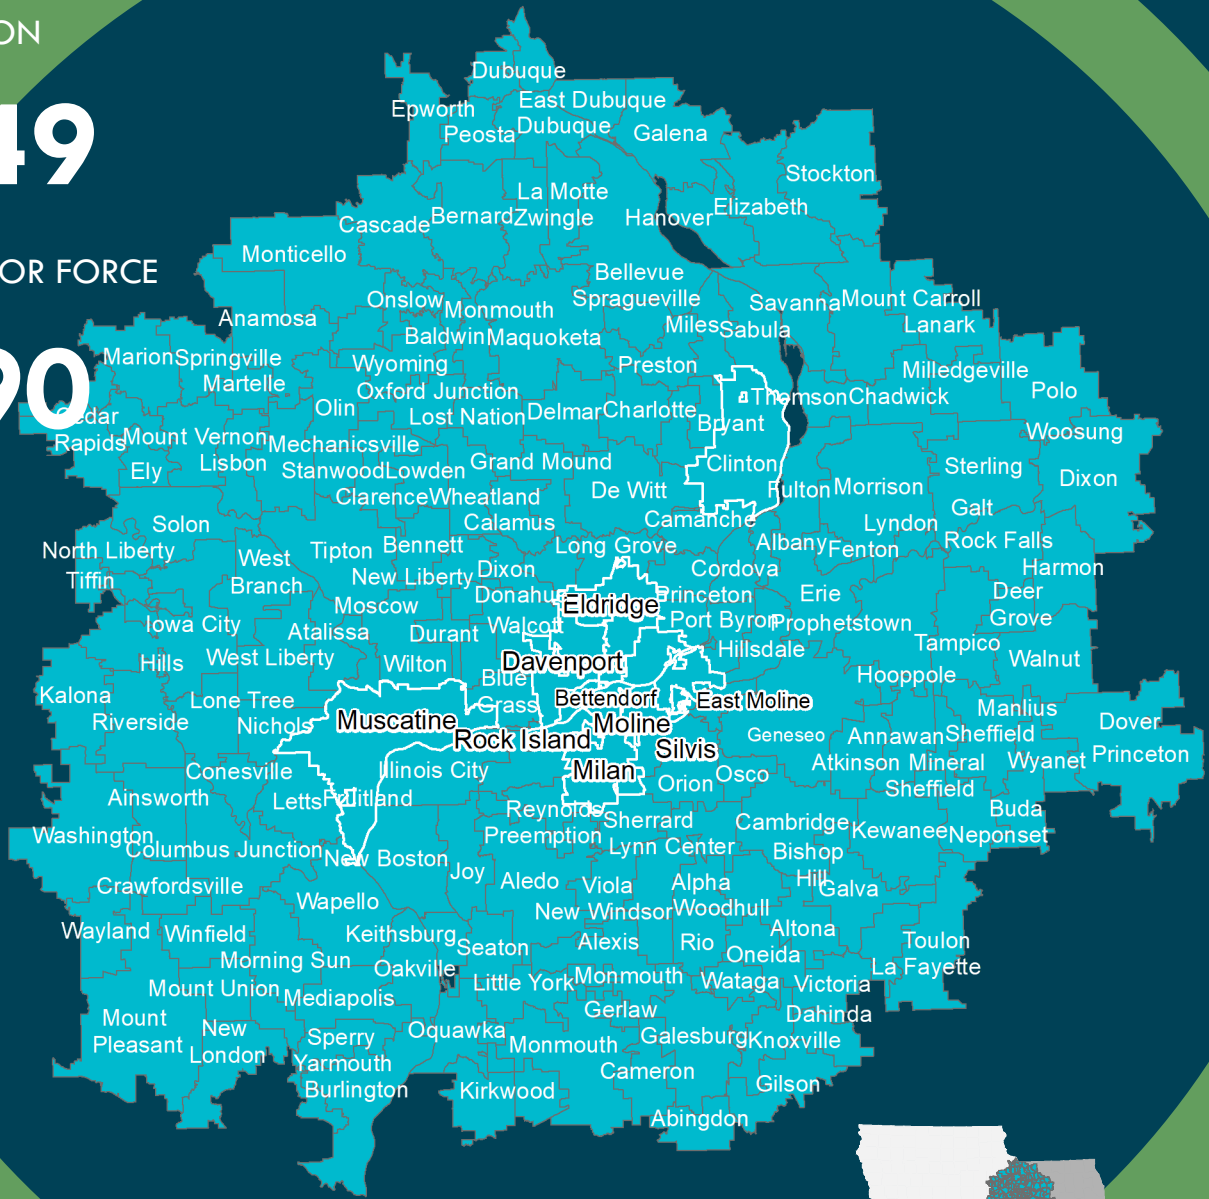 ON
49
OR FORCE
90
Dubuque
Epworth
East Dubuque
Peosta
Dubuque
Galena
Stockton
La Motte
Elizabeth
Cascade
Bernard
Zwingle
Hanover
Monticello
Bellevue
Onslow
Monmouth
Spragueville
Savanna
Mount Carroll
Anamosa
Miles
Sabula
Lanark
Baldwin
Maquoketa
Marion
Springville
Wyoming
Preston
Milledgeville
Martelle
Oxford Junction
Thomson
Chadwick
Polo
Cedar
Rapids
Olin
Lost Nation
Delmar
Charlotte
Bryant
Woosung
Mount Vernon
Mechanicsville
Ely
Lisbon
Stanwood
Lowden
Grand Mound
Clinton
Sterling
Dixon
Clarence
Wheatland
De Witt
Fulton
Morrison
Galt
Solon
Calamus
Camanche
Lyndon
North Liberty
West
Branch
Tipton
Bennett
Long Grove
Albany
Fenton
Rock Falls
Tiffin
New Liberty
Dixon
Cordova
Harmon
Moscow
Donahue
Eldridge
Princeton
Erie
Deer
Grove
Iowa City
Atalissa
Durant
Walcott
Port Byron
Prophetstown
Hills
West Liberty
Wilton
Davenport
Hillsdale
Tampico
Walnut
Kalona
Lone Tree
Blue
Grass
Bettendorf
East Moline
Hooppole
Riverside
Nichols
Muscatine
Rock Island
Moline
Silvis
Geneseo
Annawan
Sheffield
Manlius
Dover
Conesville
Illinois City
Milan
Orion
Osco
Atkinson
Mineral
Wyanet
Princeton
Ainsworth
Letts
Fruitland
Reynolds
Sherrard
Sheffield
Buda
Washington
Columbus Junction
New Boston
Preemption
Lynn Center
Cambridge
Kewanee
Neponset
Bishop
Hill
Crawfordsville
Wapello
Joy
Aledo
Viola
Alpha
Galva
Wayland
Winfield
Keithsburg
New Windsor
Woodhull
Altona
Morning Sun
Seaton
Alexis
Rio
Oneida
Toulon
Mount Union
Oakville
Little York
Monmouth
Wataga
Victoria
La Fayette
Mediapolis
Gerlaw
Dahinda
Mount
Pleasant
New
London
Sperry
Oquawka
Monmouth
Galesburg
Knoxville
Yarmouth
Cameron
Burlington
Kirkwood
Gilson
Abingdon